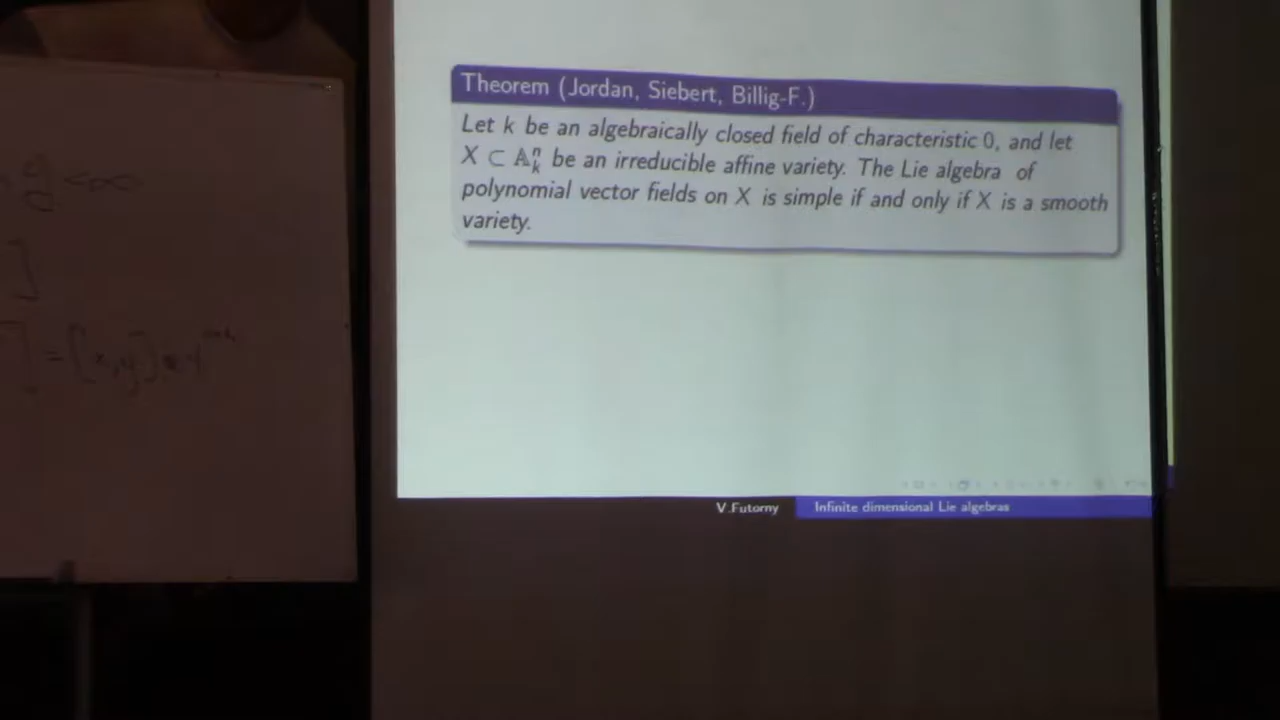 Theorem (Jordan, Siebert, Billig-F.)
Let k be an algebraically closed field of characteristic 0, and let
X ⊂ 𝔸ⁿₖ be an irreducible affine variety. The Lie algebra of
polynomial vector fields on X is simple if and only if X is a smooth
variety.
V.Futorny
Infinite dimensional Lie algebras
< ∞
]
] = [x,y]